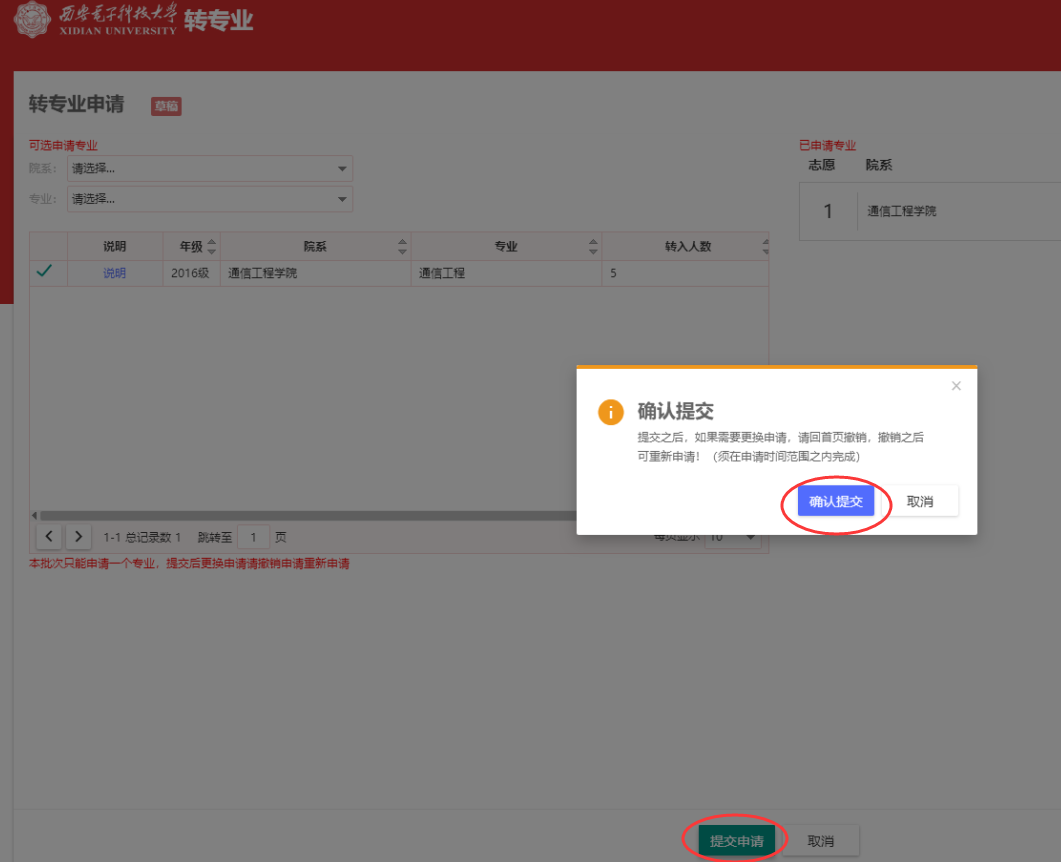 西安电子科技大学 转专业
XIDIAN UNIVERSITY
转专业申请 草稿
可选申请专业
院系: 请选择...
专业: 请选择...
已申请专业
志愿 院系
1 通信工程学院
说明 年级 院系 专业 转入人数
说明 2016级 通信工程学院 通信工程 5
确认提交
提交之后，如果需要更换申请，请回首页撤销，撤销之后
可重新申请！（须在申请时间范围之内完成）
确认提交 取消
1-1 总记录数 1 跳转至 1 页 每页显示 10
本批次只能申请一个专业，提交后更换申请请撤销申请重新申请
提交申请 取消